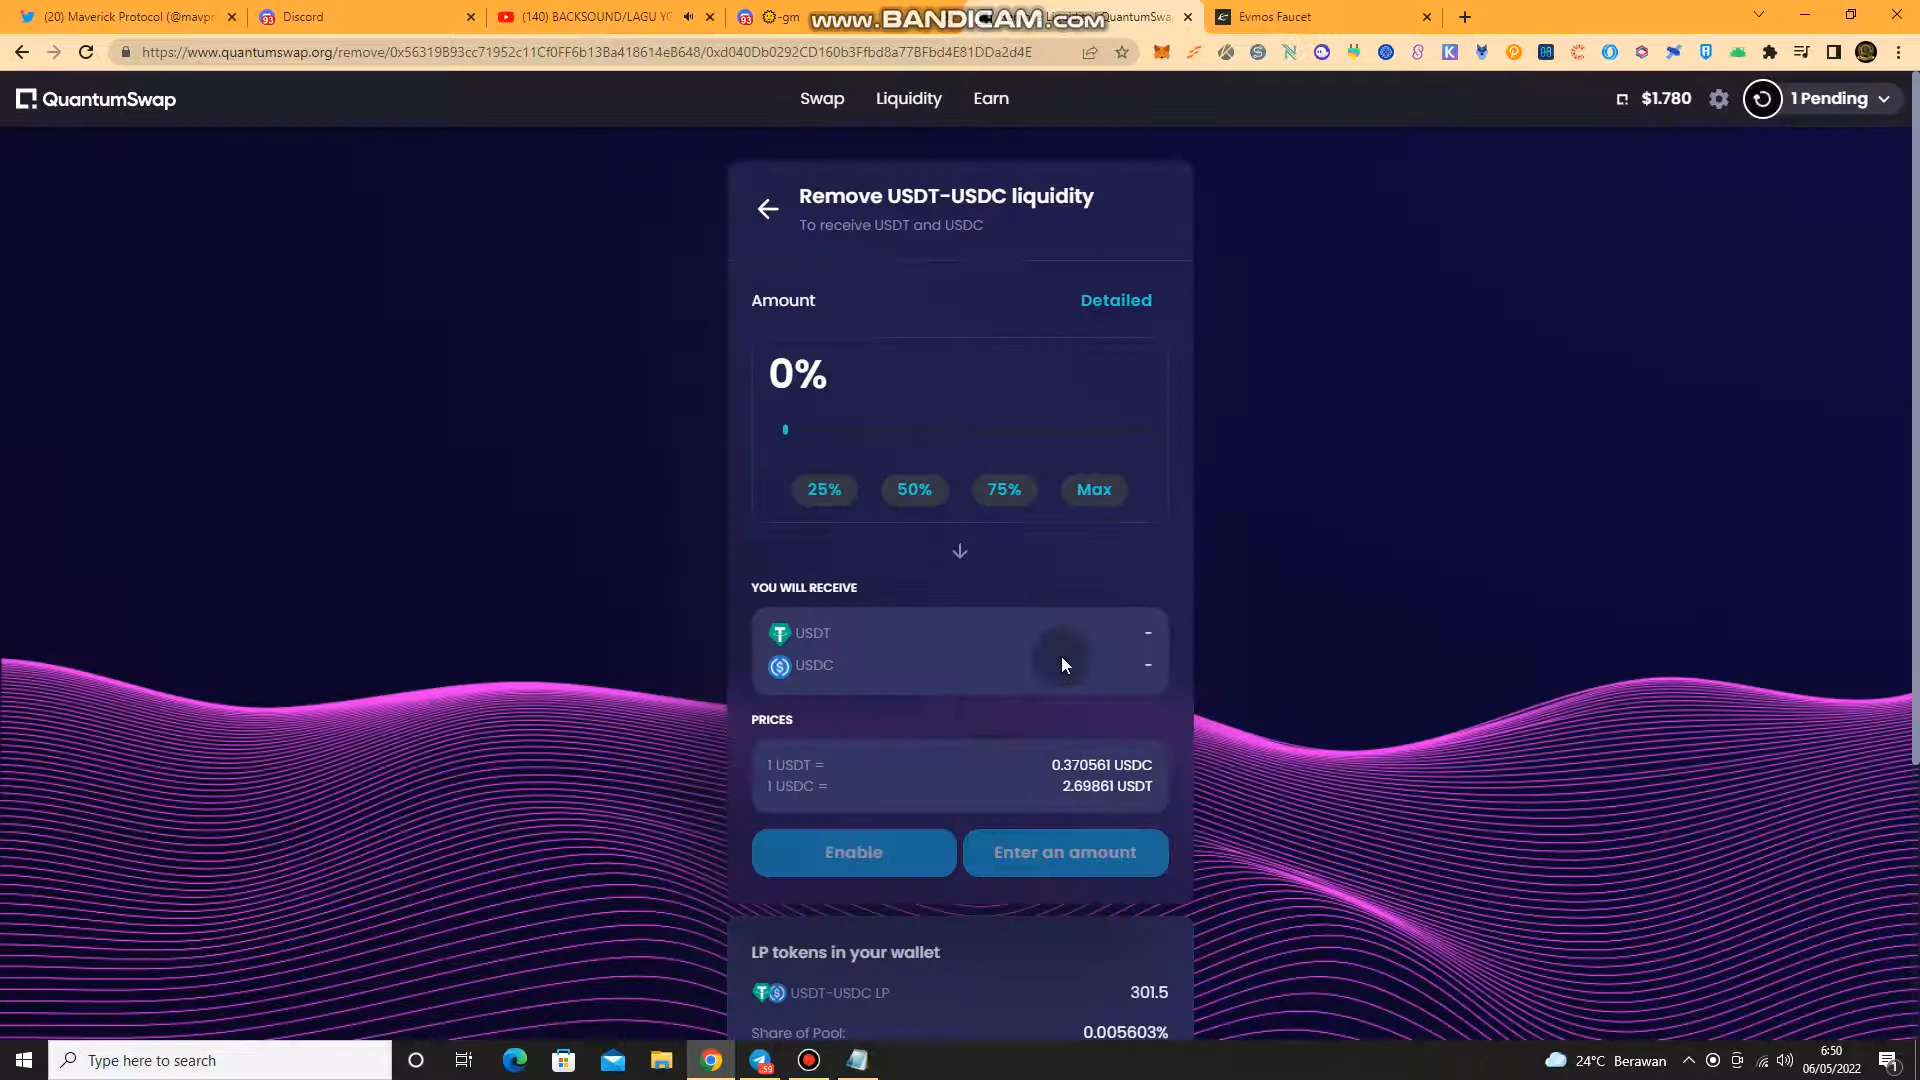 (20) Maverick Protocol (@mavpr
Discord
(140) BACKSOUND/LAGU YO
-gm
www.BANDICAM.com
QuantumSwa
Evmos Faucet
https://www.quantumswap.org/remove/0x56319B93cc71952c11Cf0FF6b13Ba418614eB648/0xd040Db0292CD160b3Ffbd8a77BFbd4E81DDa2d4E
QuantumSwap
Swap
Liquidity
Earn
$1.780
1 Pending
Remove USDT-USDC liquidity
To receive USDT and USDC
Amount
Detailed
0%
25%
50%
75%
Max
YOU WILL RECEIVE
USDT
-
USDC
-
PRICES
1 USDT =
0.370561 USDC
1 USDC =
2.69861 USDT
Enable
Enter an amount
LP tokens in your wallet
USDT-USDC LP
301.5
Share of Pool:
0.005603%
Type here to search
24°C Berawan
6:50
06/05/2022